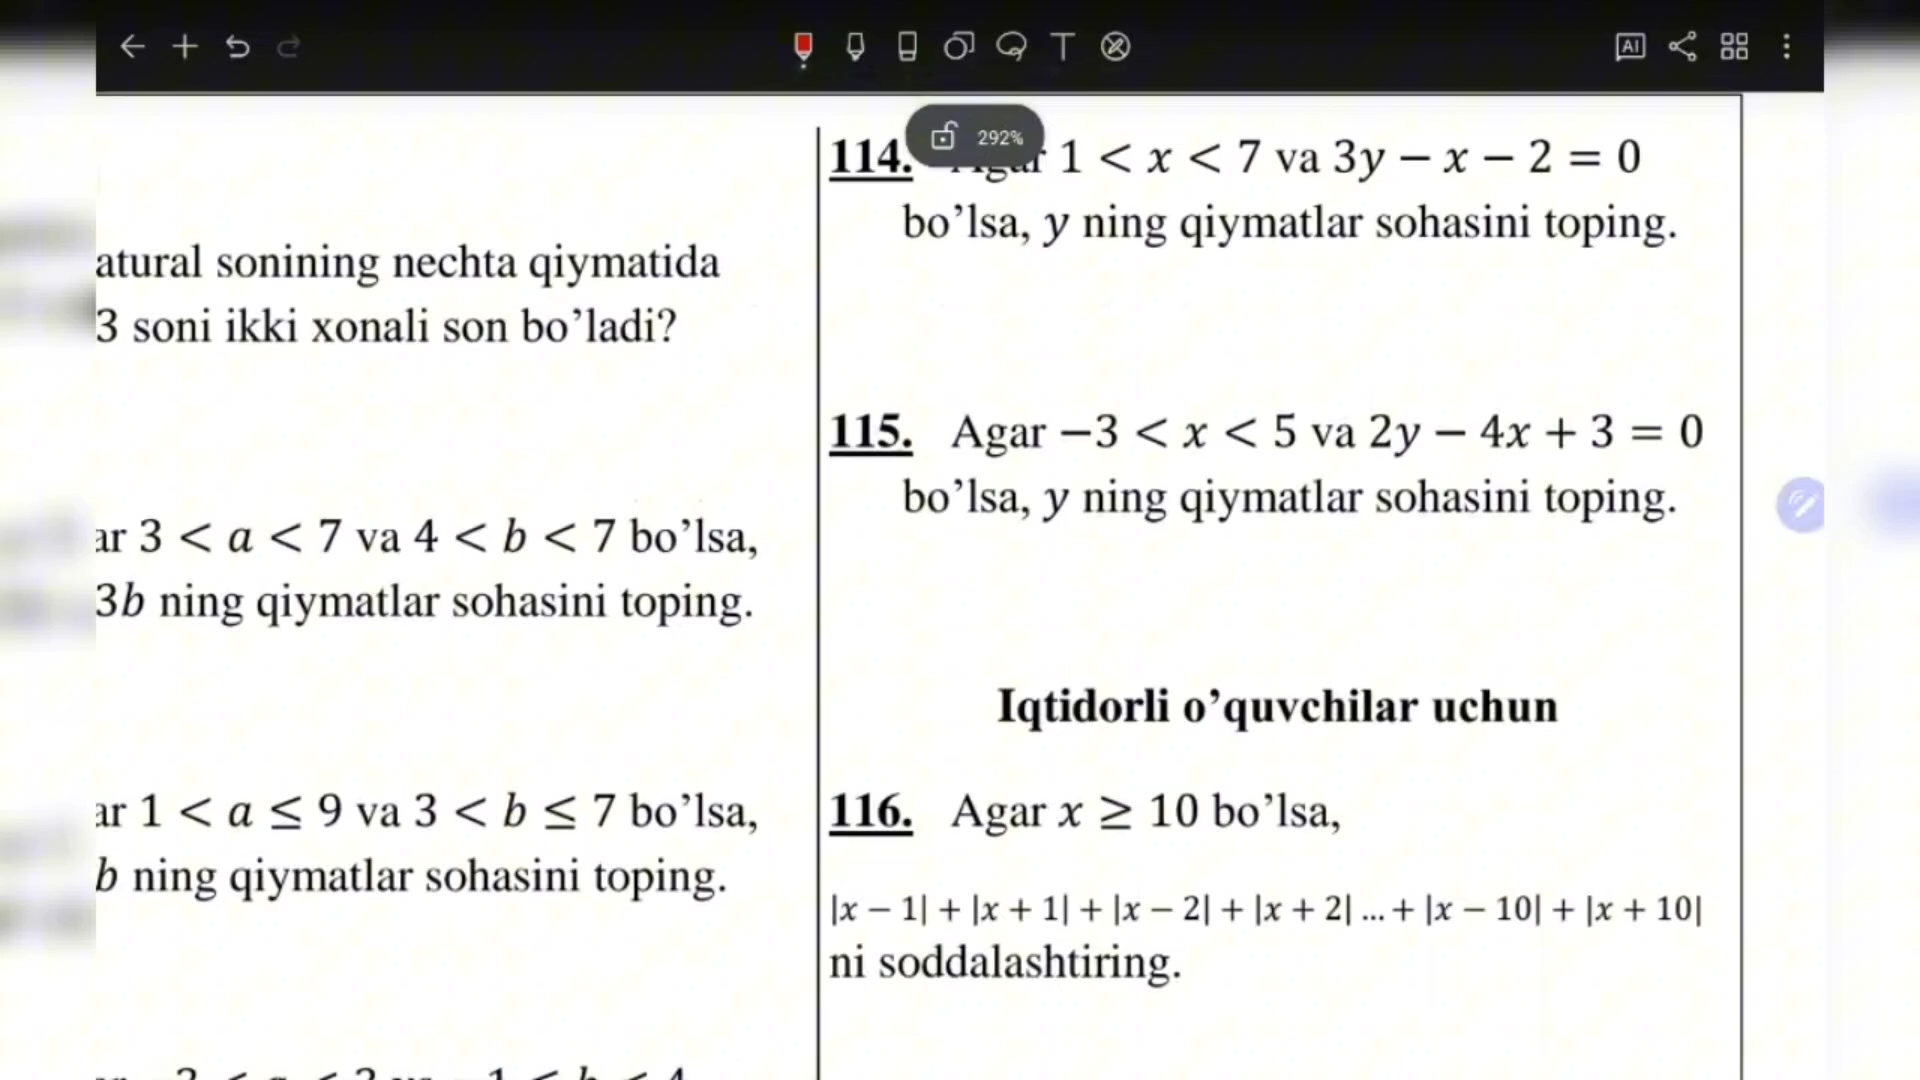 T
AI
292%
atural sonining nechta qiymatida
3 soni ikki xonali son bo’ladi?
ar 3 < a < 7 va 4 < b < 7 bo’lsa,
3b ning qiymatlar sohasini toping.
ar 1 < a ≤ 9 va 3 < b ≤ 7 bo’lsa,
b ning qiymatlar sohasini toping.
114. Agar 1 < x < 7 va 3y − x − 2 = 0
bo’lsa, y ning qiymatlar sohasini toping.
115. Agar −3 < x < 5 va 2y − 4x + 3 = 0
bo’lsa, y ning qiymatlar sohasini toping.
Iqtidorli o’quvchilar uchun
116. Agar x ≥ 10 bo’lsa,
|x − 1| + |x + 1| + |x − 2| + |x + 2| ... + |x − 10| + |x + 10|
ni soddalashtiring.